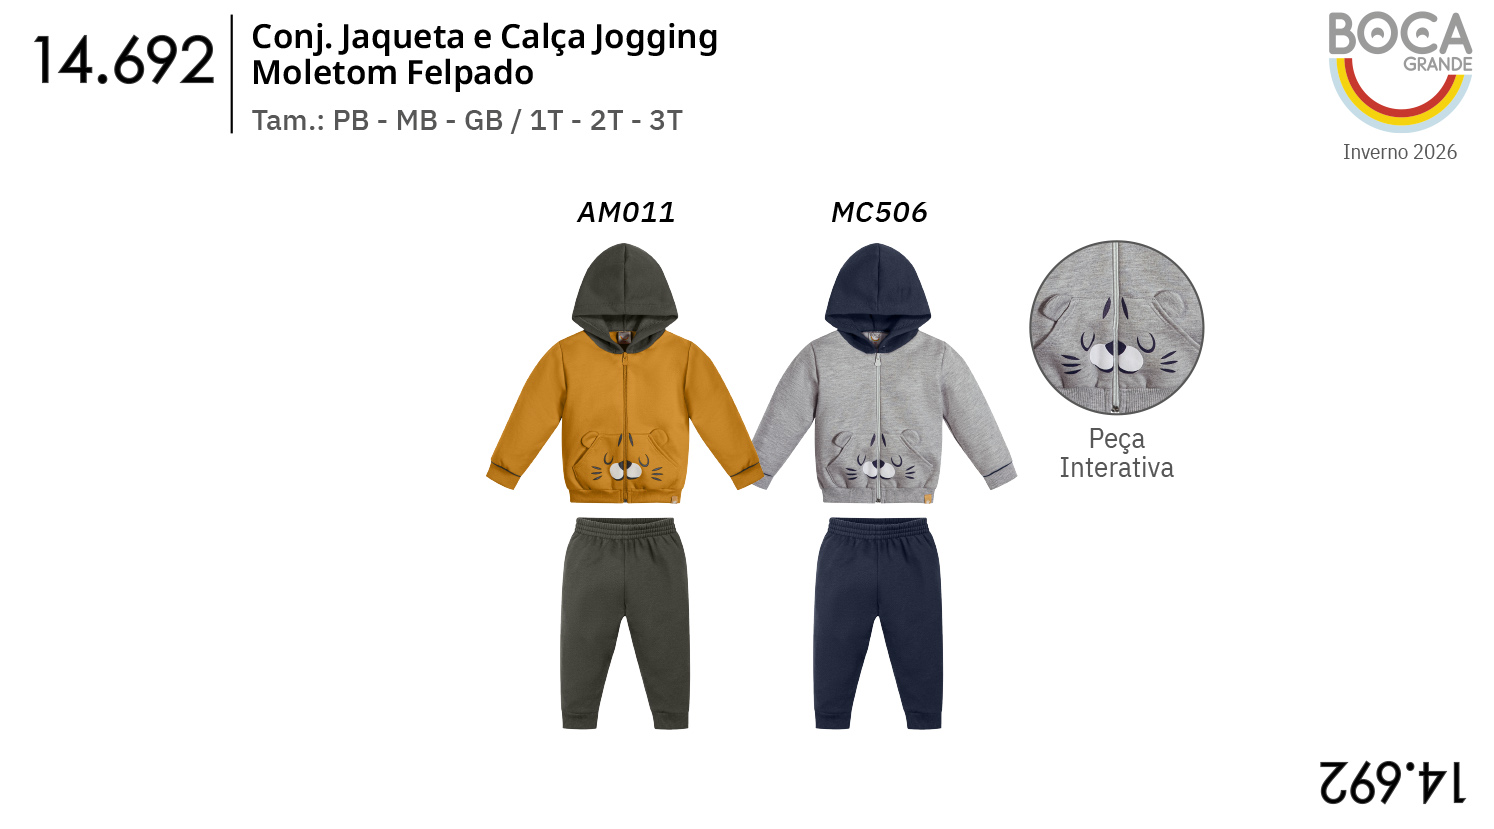 14.692
Conj. Jaqueta e Calça Jogging
Moletom Felpado
Tam.: PB - MB - GB / 1T - 2T - 3T
BOCA
GRANDE
Inverno 2026
AM011
MC506
Peça
Interativa
14.692